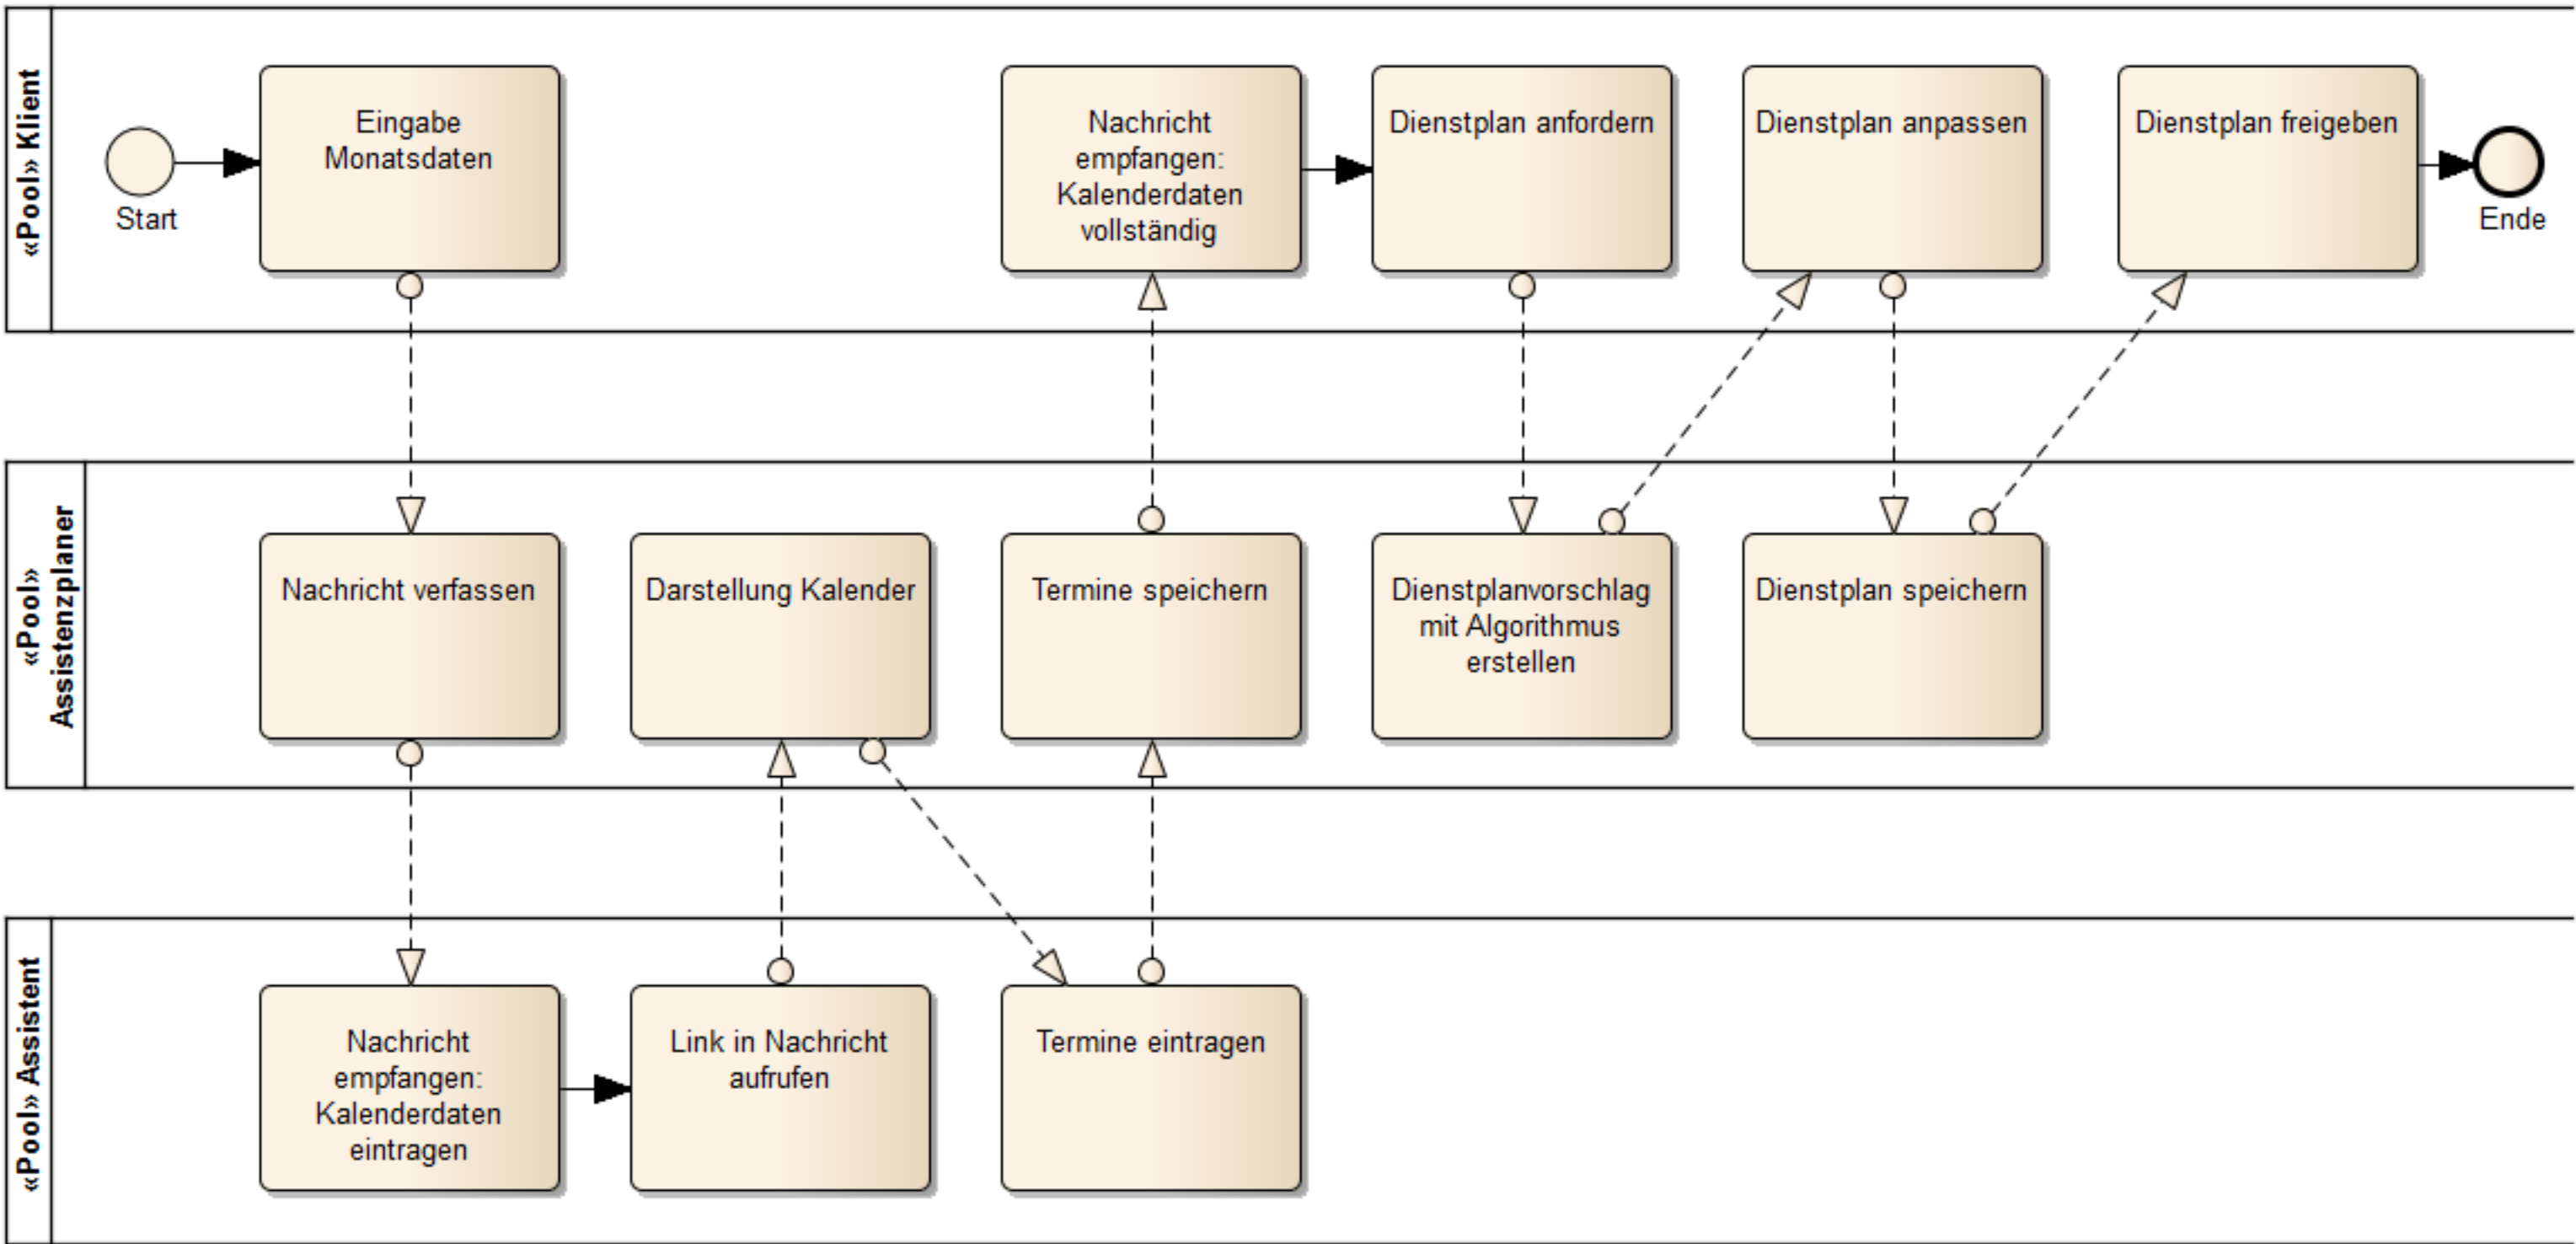 «Pool» Klient
Start
Eingabe
Monatsdaten
Nachricht
empfangen:
Kalenderdaten
vollständig
Dienstplan anfordern
Dienstplan anpassen
Dienstplan freigeben
Ende
«Pool»
Assistenzplaner
Nachricht verfassen
Darstellung Kalender
Termine speichern
Dienstplanvorschlag
mit Algorithmus
erstellen
Dienstplan speichern
«Pool» Assistent
Nachricht
empfangen:
Kalenderdaten
eintragen
Link in Nachricht
aufrufen
Termine eintragen